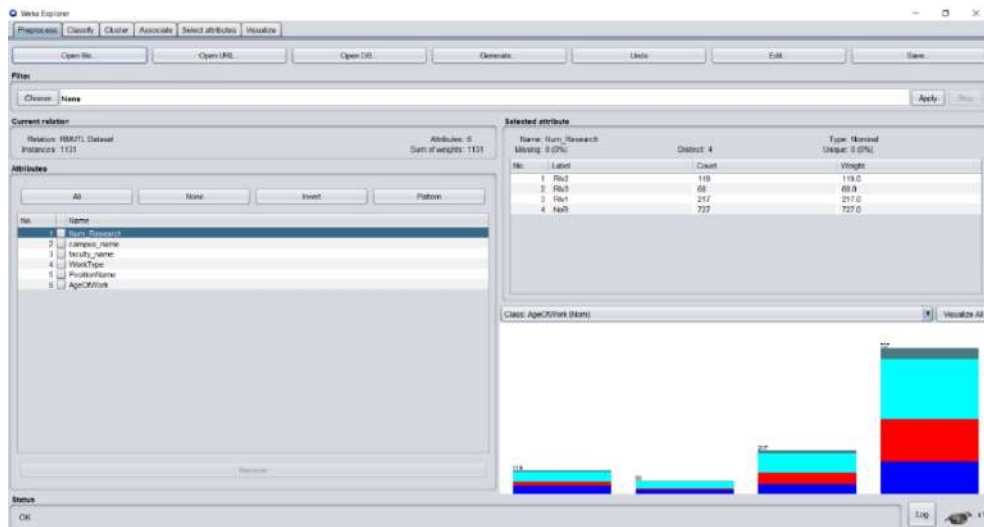 Weka Explorer
Preprocess Classify Cluster Associate Select attributes Visualize
Open file... Open URL... Open DB... Generate... Undo Edit... Save...
Filter
Choose None Apply Stop
Current relation
Relation: RMUTL Dataset Attributes: 6
Instances: 1131 Sum of weights: 1131
Attributes
All None Invert Pattern
No. Name
1 Num_Research
2 campus_name
3 faculty_name
4 WorkType
5 PositionName
6 AgeOfWork
Remove
Status
OK
Selected attribute
Name: Num_Research Type: Nominal
Missing: 0 (0%) Distinct: 4 Unique: 0 (0%)
No. Label Count Weight
1 119 119.0
2 68 68.0
3 217 217.0
4 NoR 727 727.0
Class: AgeOfWork (Nom) Visualize All
727
217
119
68
Log